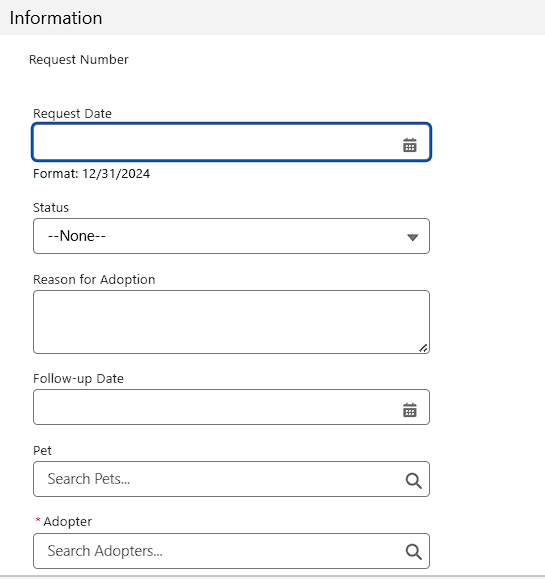 Information
Request Number
Request Date
Format: 12/31/2024
Status
--None--
Reason for Adoption
Follow-up Date
Pet
Search Pets...
*Adopter
Search Adopters...